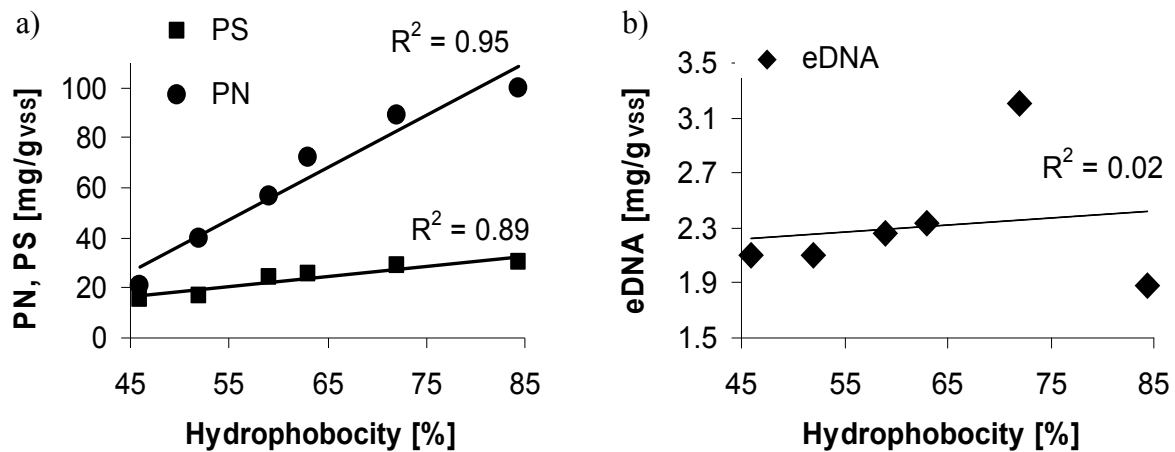 a)
PS
PN
R² = 0.95
R² = 0.89
PN, PS [mg/gvss]
100
80
60
40
20
0
45 55 65 75 85
Hydrophobocity [%]
b)
eDNA
R² = 0.02
eDNA [mg/gvss]
3.5
3.1
2.7
2.3
1.9
1.5
45 55 65 75 85
Hydrophobocity [%]